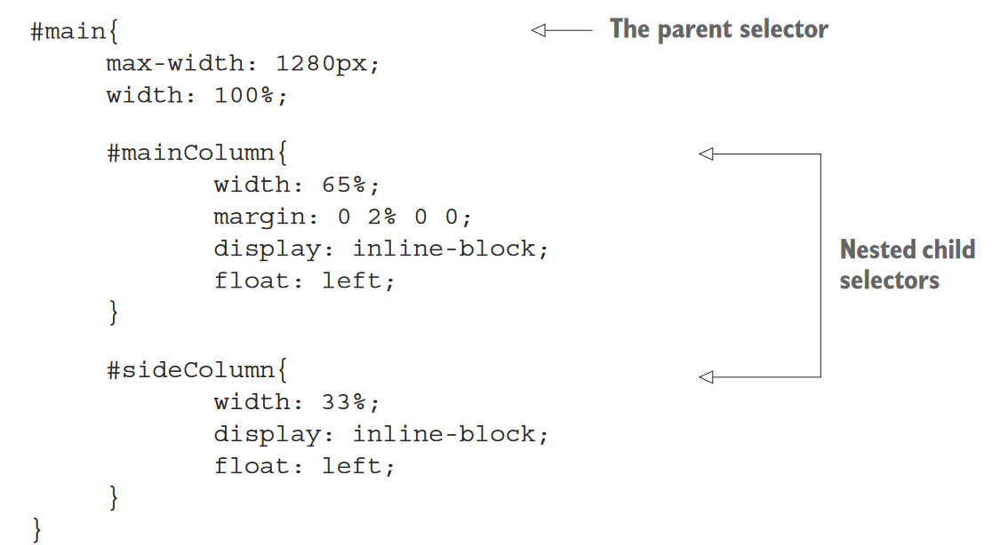 #main{
The parent selector
max-width: 1280px;
width: 100%;
#mainColumn{
width: 65%;
margin: 0 2% 0 0;
display: inline-block;
float: left;
}
Nested child
selectors
#sideColumn{
width: 33%;
display: inline-block;
float: left;
}
}